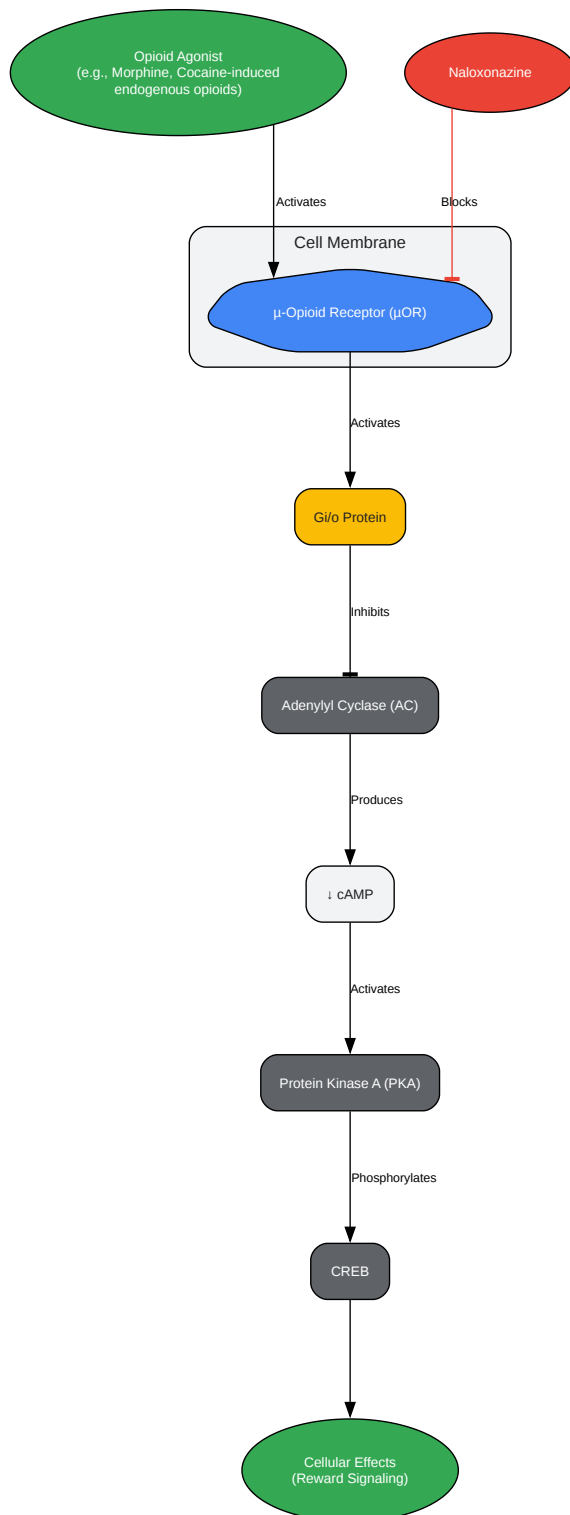 Opioid Agonist
(e.g., Morphine, Cocaine-induced
endogenous opioids)
Naloxonazine
Activates
Blocks
Cell Membrane
µ-Opioid Receptor (µOR)
Activates
Gi/o Protein
Inhibits
Adenylyl Cyclase (AC)
Produces
↓ cAMP
Activates
Protein Kinase A (PKA)
Phosphorylates
CREB
Cellular Effects
(Reward Signaling)